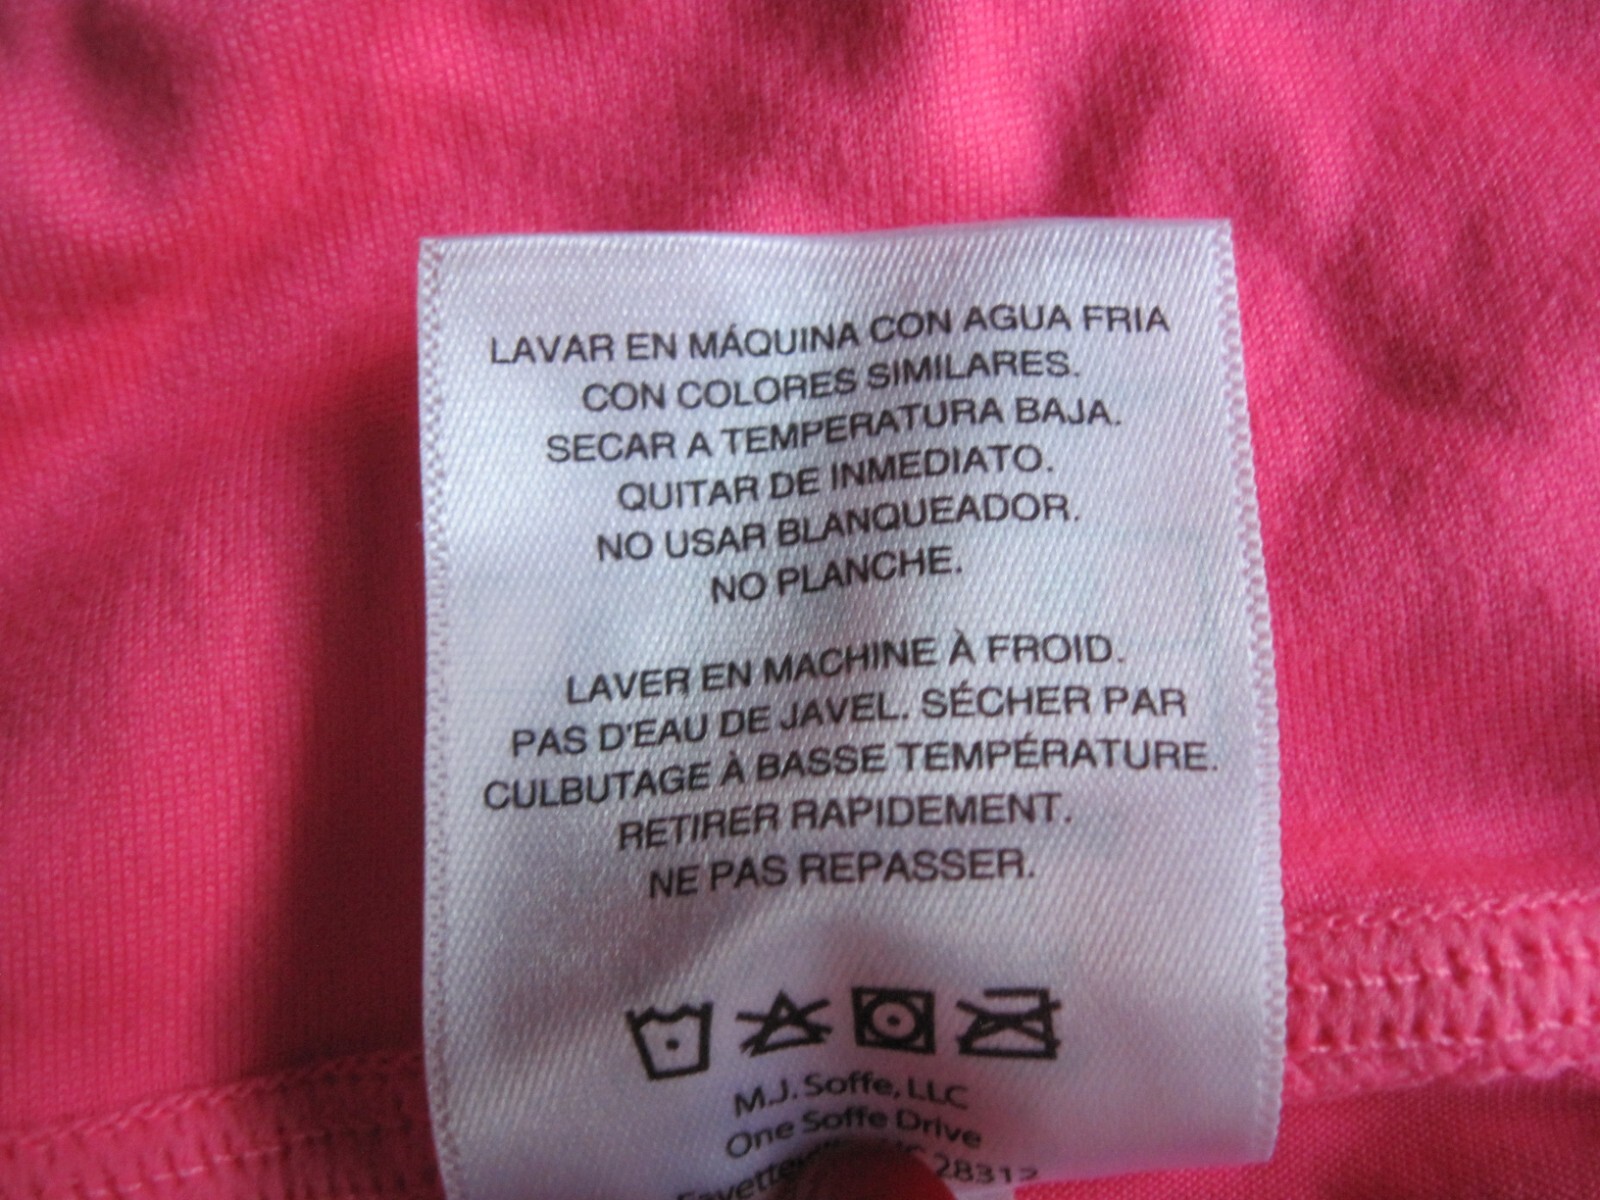 LAVAR EN MÁQUINA CON AGUA FRIA
CON COLORES SIMILARES.
SECAR A TEMPERATURA BAJA.
QUITAR DE INMEDIATO.
NO USAR BLANQUEADOR.
NO PLANCHE.
LAVER EN MACHINE À FROID.
PAS D'EAU DE JAVEL. SÉCHER PAR
CULBUTAGE À BASSE TEMPÉRATURE.
RETIRER RAPIDEMENT.
NE PAS REPASSER.
M.J. Soffe, LLC
One Soffe Drive
28312